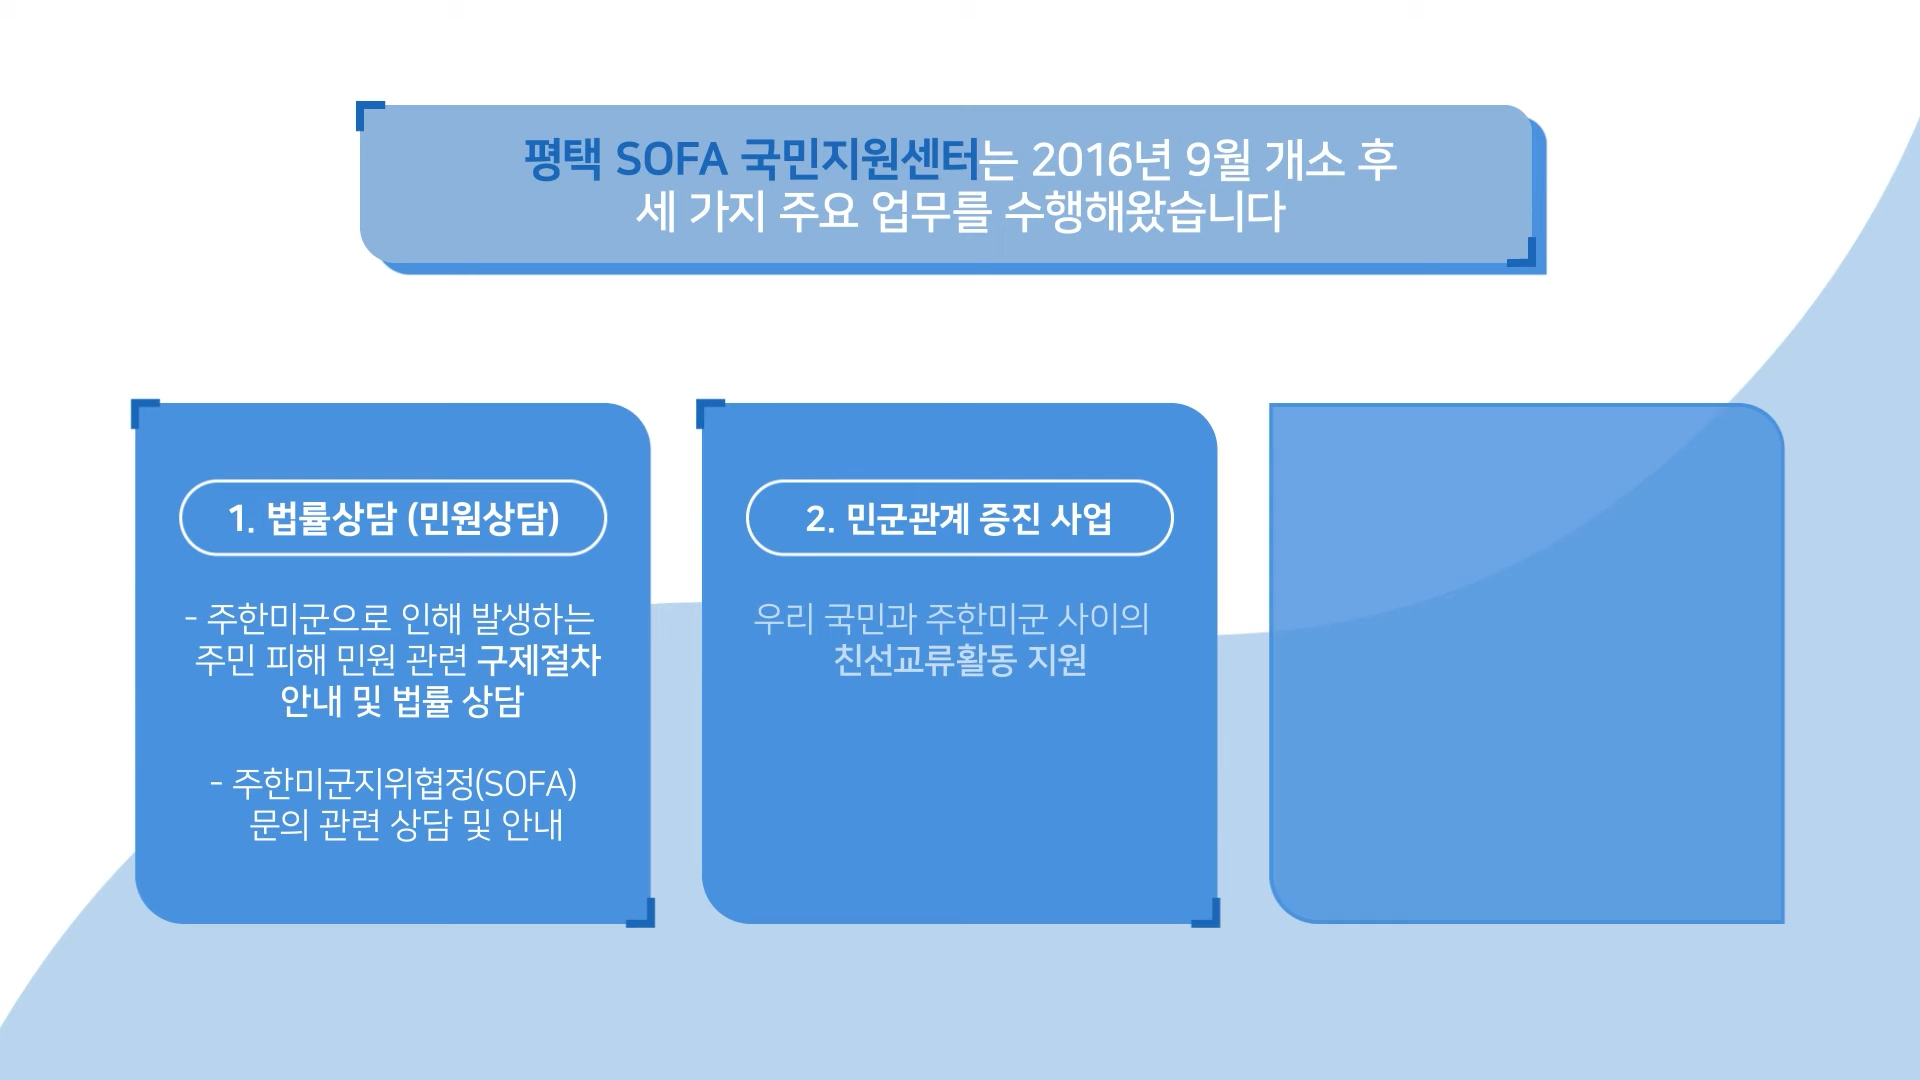 평택 SOFA 국민지원센터는 2016년 9월 개소 후
세 가지 주요 업무를 수행해왔습니다
1. 법률상담 (민원상담)
- 주한미군으로 인해 발생하는
주민 피해 민원 관련 구제절차
안내 및 법률 상담
- 주한미군지위협정(SOFA)
문의 관련 상담 및 안내
2. 민군관계 증진 사업
우리 국민과 주한미군 사이의
친선교류활동 지원